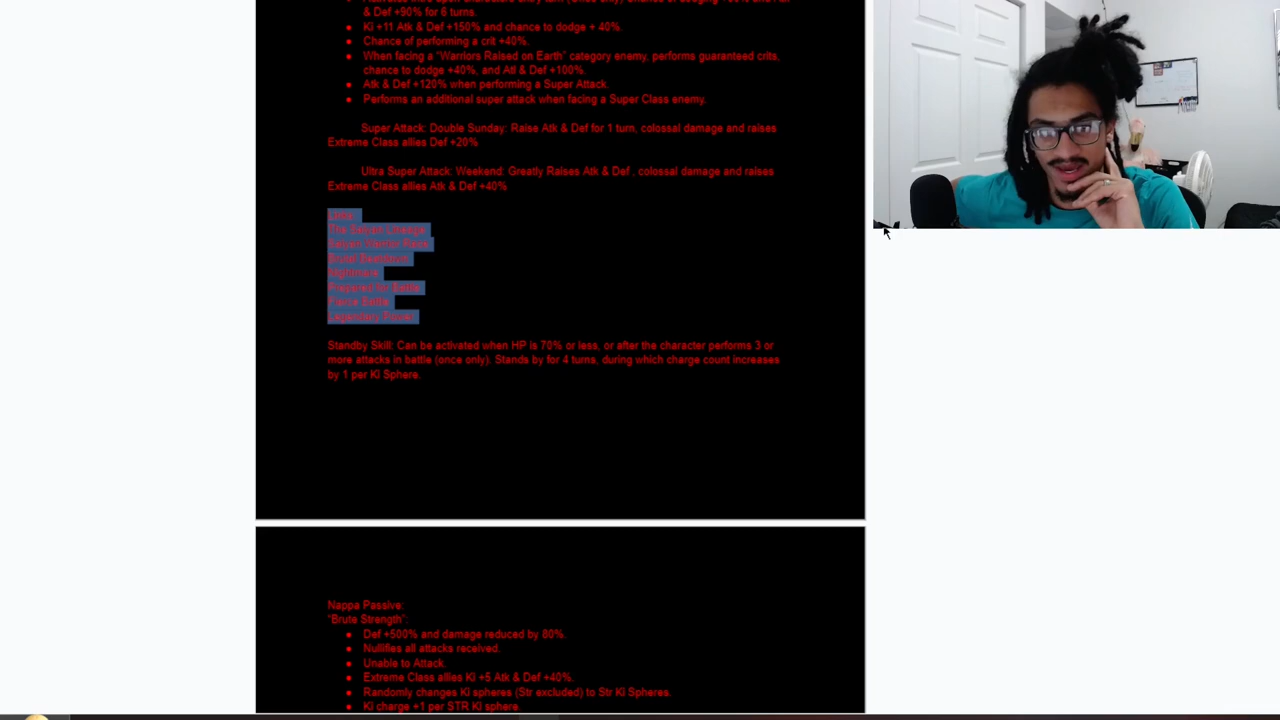 & Def +90% for 6 turns.
Ki +11 Atk & Def +150% and chance to dodge + 40%.
Chance of performing a crit +40%.
When facing a "Warriors Raised on Earth" category enemy, performs guaranteed crits,
chance to dodge +40%, and Atl & Def +100%.
Atk & Def +120% when performing a Super Attack.
Performs an additional super attack when facing a Super Class enemy.
Super Attack: Double Sunday: Raise Atk & Def for 1 turn, colossal damage and raises
Extreme Class allies Def +20%
Ultra Super Attack: Weekend: Greatly Raises Atk & Def , colossal damage and raises
Extreme Class allies Atk & Def +40%
The Saiyan Lineage
Saiyan Warrior Race
Brutal Beatdown
Nightmare
Prepared for Battle
Fierce Battle
Legendary Power
Standby Skill: Can be activated when HP is 70% or less, or after the character performs 3 or
more attacks in battle (once only). Stands by for 4 turns, during which charge count increases
by 1 per Ki Sphere.
Nappa Passive:
"Brute Strength":
Def +500% and damage reduced by 80%
Nullifies all attacks received.
Unable to Attack.
Extreme Class allies Ki +5 Atk & Def +40%.
Randomly changes Ki spheres (Str excluded) to Str Ki Spheres
Ki charge +1 per STR Ki sphere